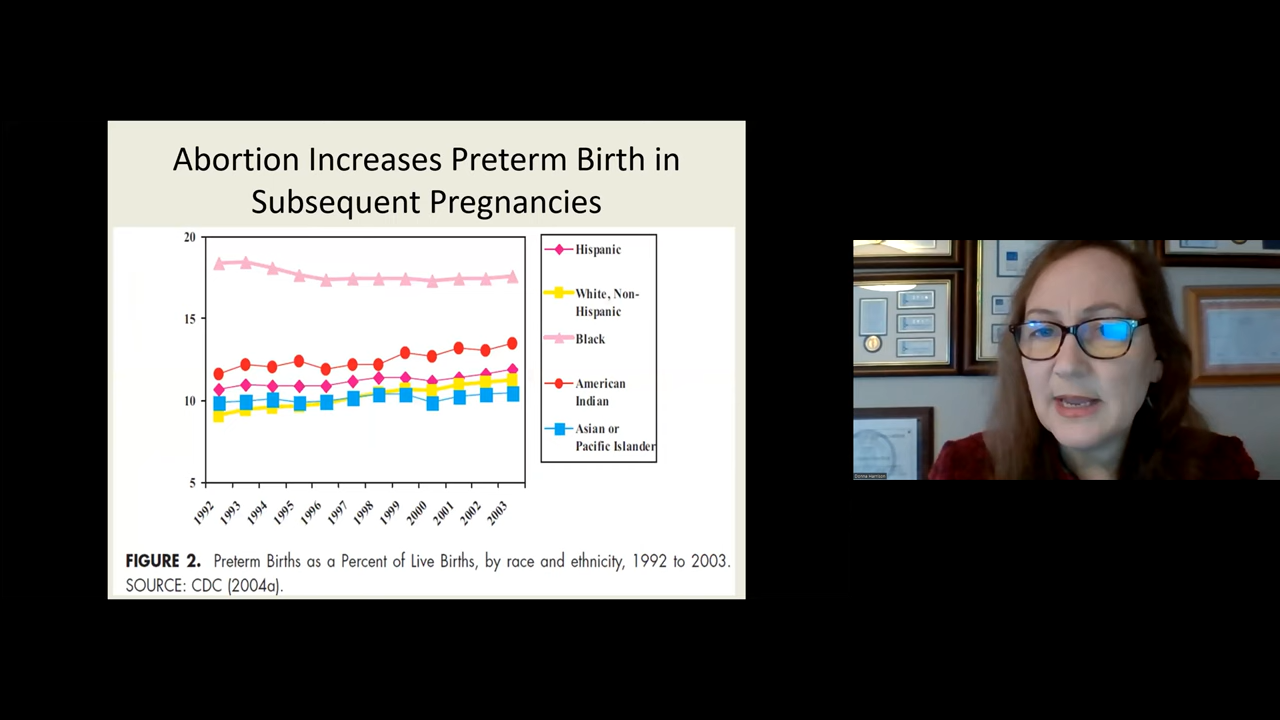 Abortion Increases Preterm Birth in
Subsequent Pregnancies
20
15
10
5
1992
1993
1994
1995
1996
1997
1998
1999
2000
2001
2002
2003
Hispanic
White, Non-
Hispanic
Black
American
Indian
Asian or
Pacific Islander
FIGURE 2. Preterm Births as a Percent of Live Births, by race and ethnicity, 1992 to 2003.
SOURCE: CDC (2004a).